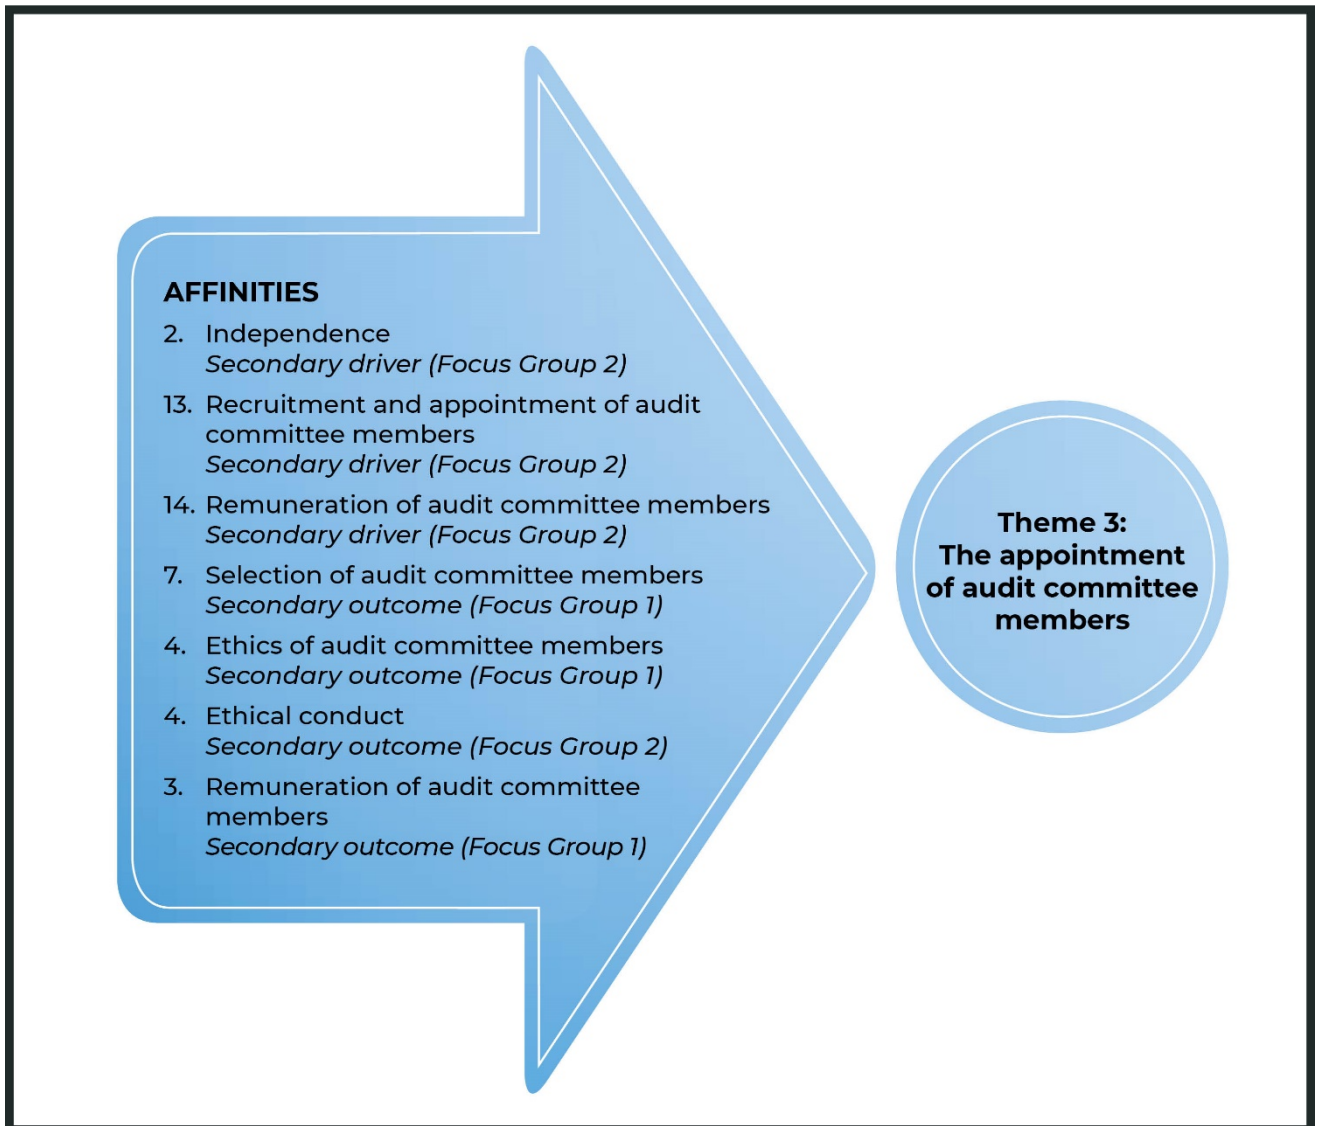 AFFINITIES
2. Independence
Secondary driver (Focus Group 2)
13. Recruitment and appointment of audit
committee members
Secondary driver (Focus Group 2)
14. Remuneration of audit committee members
Secondary driver (Focus Group 2)
7. Selection of audit committee members
Secondary outcome (Focus Group 1)
4. Ethics of audit committee members
Secondary outcome (Focus Group 1)
4. Ethical conduct
Secondary outcome (Focus Group 2)
3. Remuneration of audit committee
members
Secondary outcome (Focus Group 1)
Theme 3:
The appointment
of audit committee
members